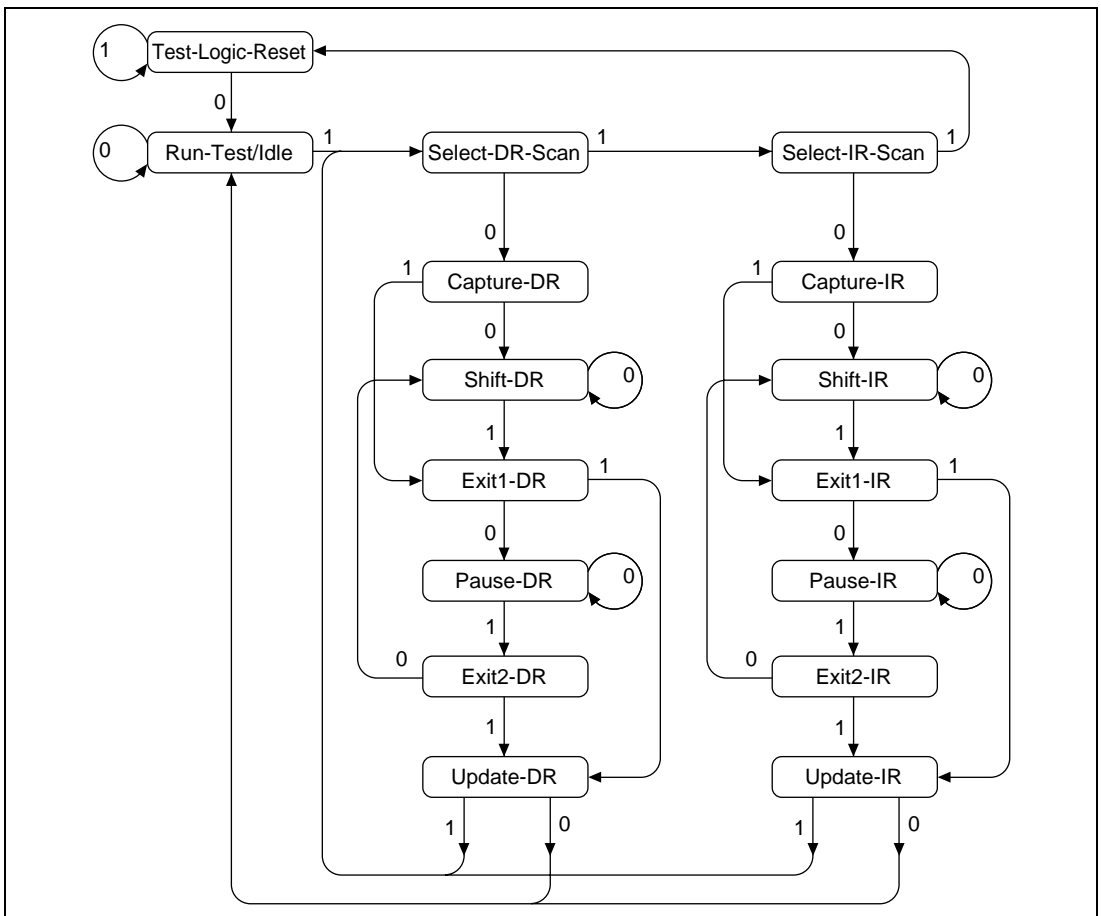 1 Test-Logic-Reset
0
0 Run-Test/Idle 1 Select-DR-Scan 1 Select-IR-Scan 1
0 0
1 Capture-DR 1 Capture-IR
0 0
Shift-DR 0 Shift-IR 0
1 1
Exit1-DR 1 Exit1-IR 1
0 0
Pause-DR 0 Pause-IR 0
1 1
0 Exit2-DR 0 Exit2-IR
1 1
Update-DR Update-IR
1 0 1 0